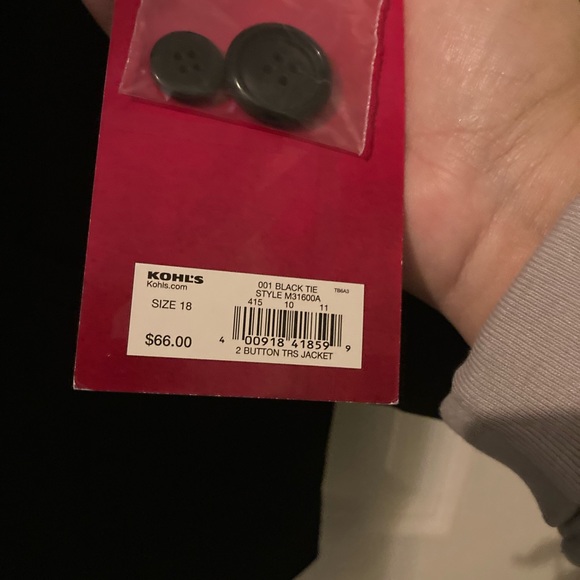 KOHL'S
Kohls.com
SIZE 18
$66.00
001 BLACK TIE TB6A3
STYLE M31600A
415 10 11
4 00918 41859 9
2 BUTTON TRS JACKET